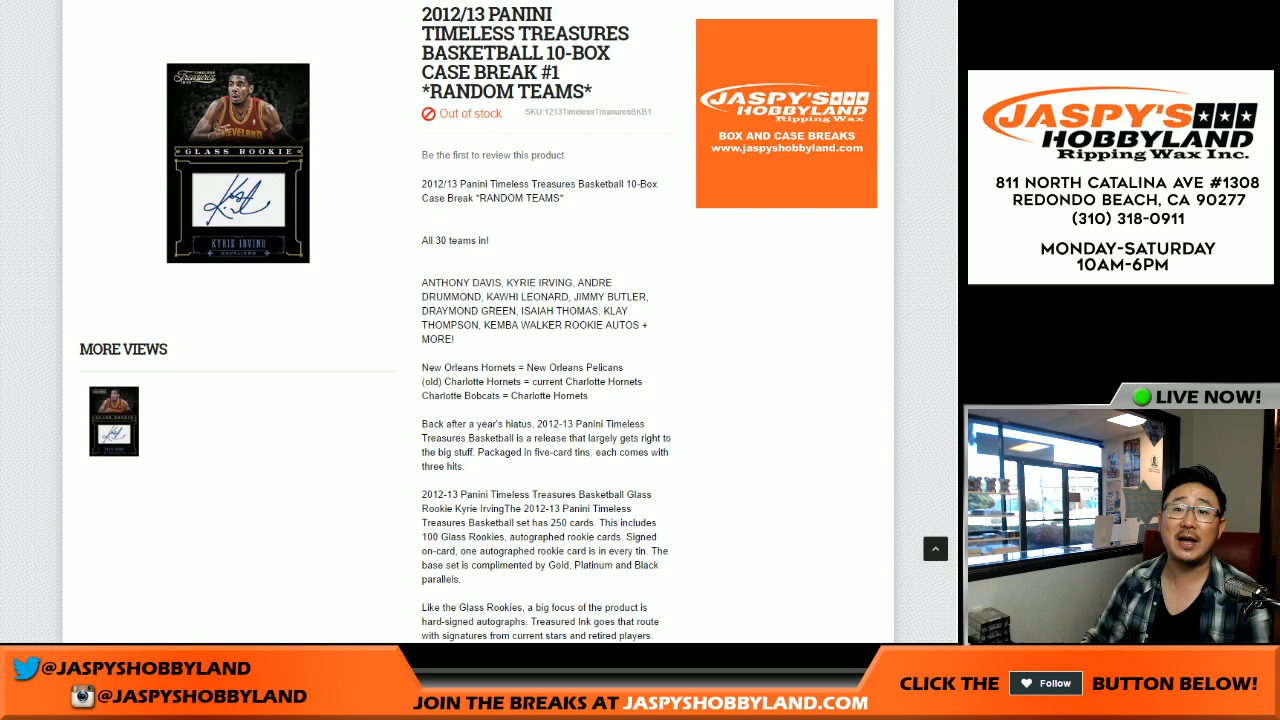 2012/13 PANINI
TIMELESS TREASURES
BASKETBALL 10-BOX
CASE BREAK #1
*RANDOM TEAMS*
Out of stock
SKU:1213TimelessTreasuresBKB1
Be the first to review this product
2012/13 Panini Timeless Treasures Basketball 10-Box
Case Break *RANDOM TEAMS*
All 30 teams in!
ANTHONY DAVIS, KYRIE IRVING, ANDRE
DRUMMOND, KAWHI LEONARD, JIMMY BUTLER,
DRAYMOND GREEN, ISAIAH THOMAS, KLAY
THOMPSON, KEMBA WALKER ROOKIE AUTOS +
MORE!
New Orleans Hornets = New Orleans Pelicans
(old) Charlotte Hornets = current Charlotte Hornets
Charlotte Bobcats = Charlotte Hornets
Back after a year's hiatus, 2012-13 Panini Timeless
Treasures Basketball is a release that largely gets right to
the big stuff. Packaged in five-card tins, each comes with
three hits.
2012-13 Panini Timeless Treasures Basketball Glass
Rookie Kyrie IrvingThe 2012-13 Panini Timeless
Treasures Basketball set has 250 cards. This includes
100 Glass Rookies, autographed rookie cards. Signed
on-card, one autographed rookie card is in every tin. The
base set is complimented by Gold, Platinum and Black
parallels.
Like the Glass Rookies, a big focus of the product is
hard-signed autographs. Treasured Ink goes that route
with signatures from current stars and retired players.
TIMELESS
Treasures
CLEVELAND
GLASS ROOKIE
KYRIE IRVING
CAVALIERS
MORE VIEWS
JASPY'S
HOBBYLAND
Ripping Wax
BOX AND CASE BREAKS
www.jaspyshobbyland.com
JASPY'S
HOBBYLAND
Ripping Wax Inc.
811 NORTH CATALINA AVE #1308
REDONDO BEACH, CA 90277
(310) 318-0911
MONDAY-SATURDAY
10AM-6PM
LIVE NOW!
@JASPYSHOBBYLAND
@JASPYSHOBBYLAND
JOIN THE BREAKS AT JASPYSHOBBYLAND.COM
CLICK THE Follow BUTTON BELOW!